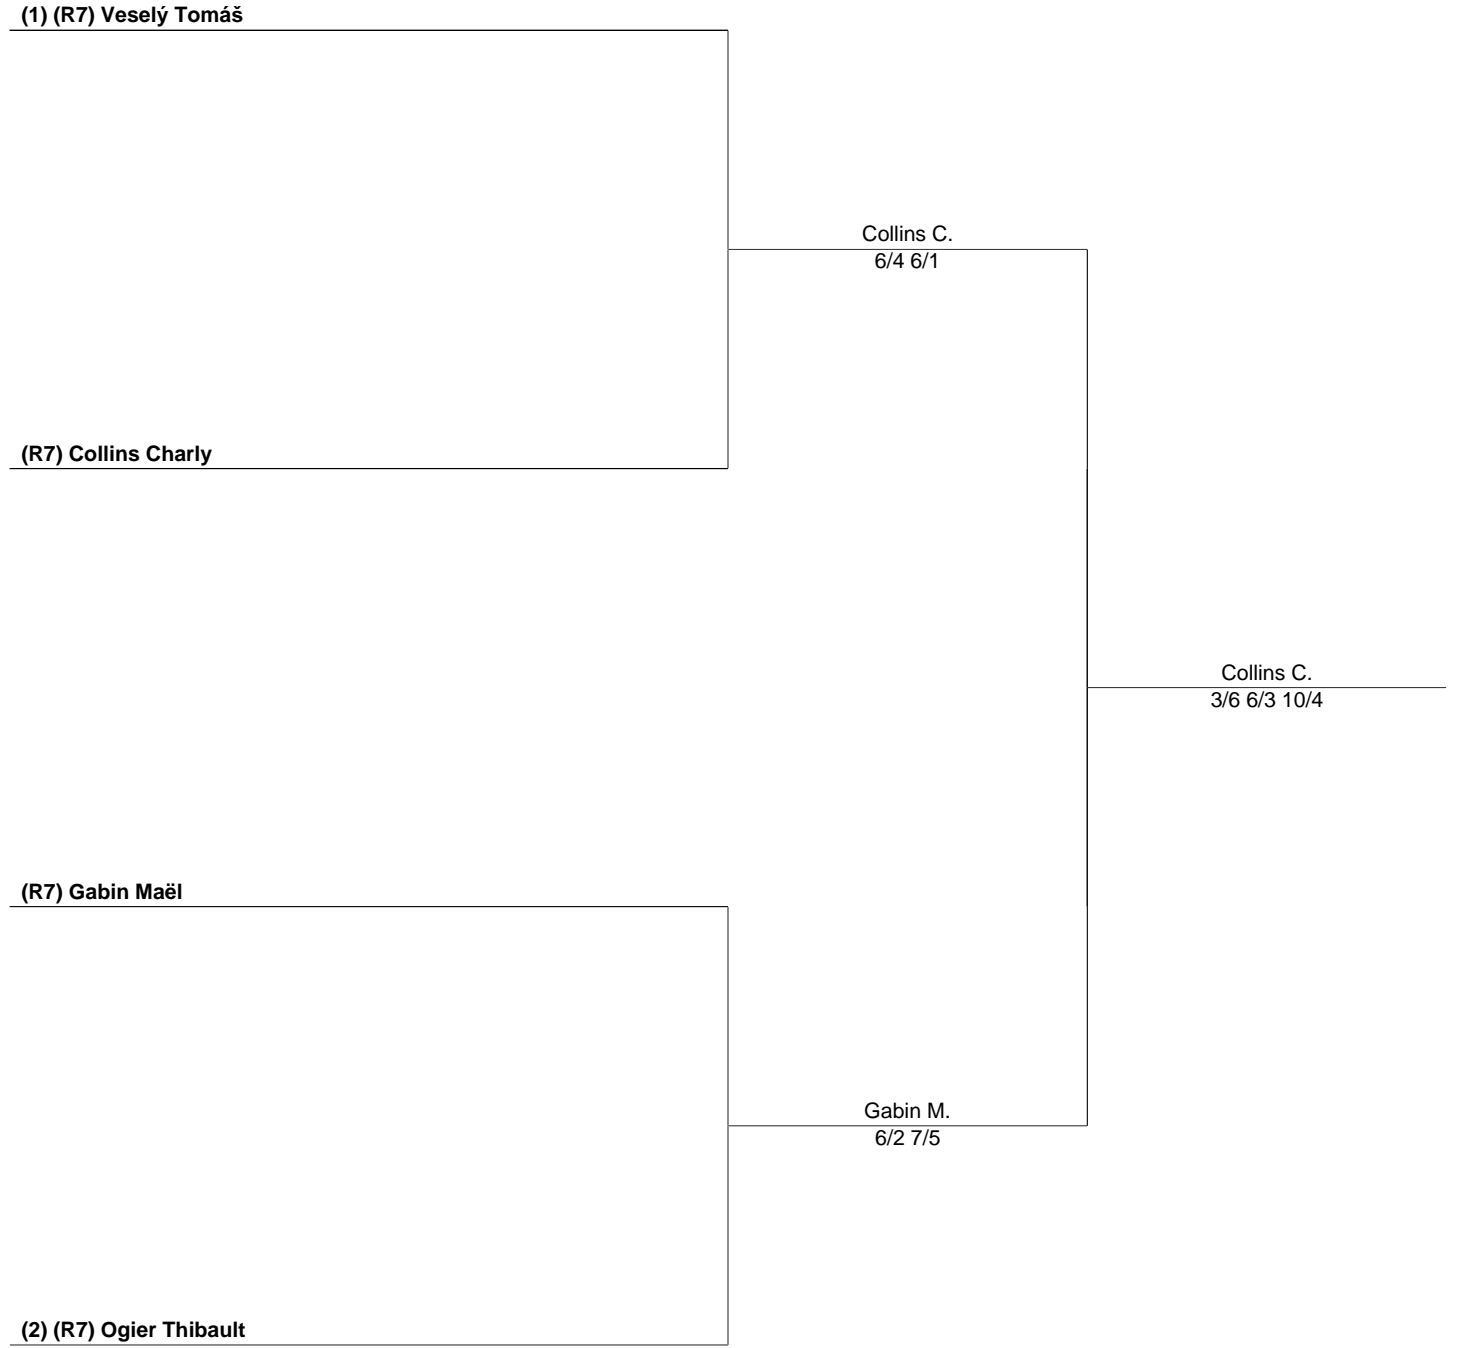 (1) (R7) Veselý Tomáš
Collins C.
6/4 6/1
(R7) Collins Charly
Collins C.
3/6 6/3 10/4
(R7) Gabin Maël
Gabin M.
6/2 7/5
(2) (R7) Ogier Thibault